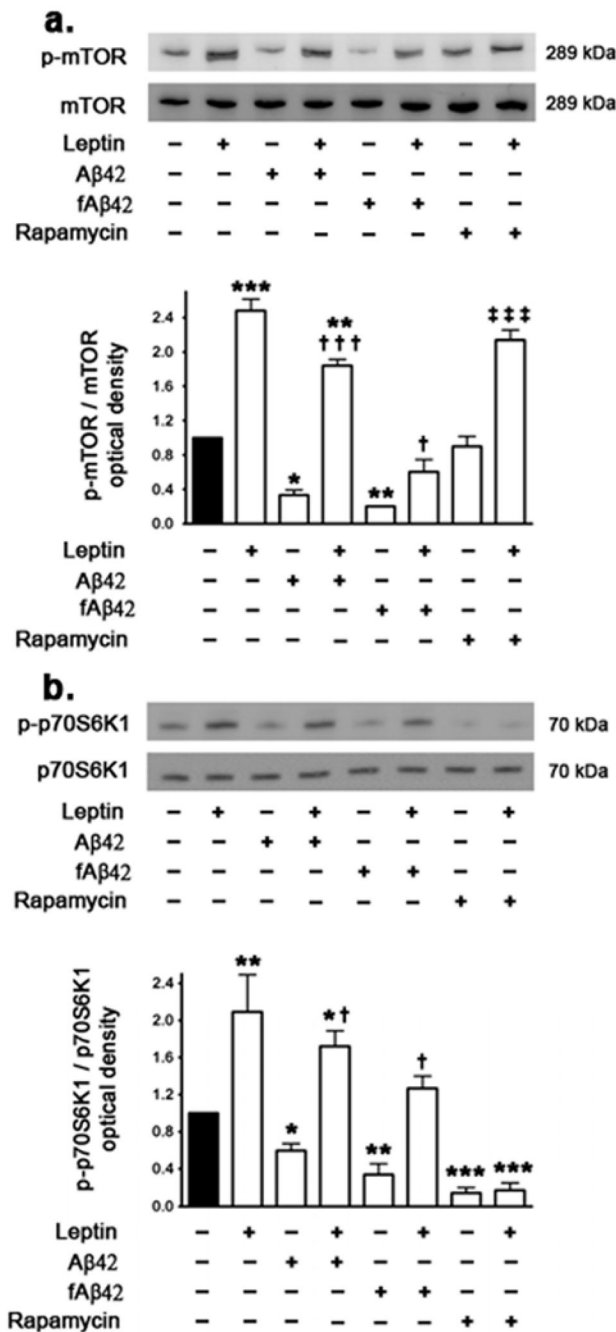 a.
p-mTOR 289 kDa
mTOR 289 kDa
Leptin – + – + – + – +
Aβ42 – – + + – – – –
fAβ42 – – – – + + – –
Rapamycin – – – – – – + +
p-mTOR / mTOR
optical density
2.4
2.0
1.6
1.2
0.8
0.4
0.0
***
*
**
†††
**
†
‡‡‡
Leptin – + – + – + – +
Aβ42 – – + + – – – –
fAβ42 – – – – + + – –
Rapamycin – – – – – – + +
b.
p-p70S6K1 70 kDa
p70S6K1 70 kDa
Leptin – + – + – + – +
Aβ42 – – + + – – – –
fAβ42 – – – – + + – –
Rapamycin – – – – – – + +
p-p70S6K1 / p70S6K1
optical density
2.4
2.0
1.6
1.2
0.8
0.4
0.0
**
*
*†
**
†
***
***
Leptin – + – + – + – +
Aβ42 – – + + – – – –
fAβ42 – – – – + + – –
Rapamycin – – – – – – + +